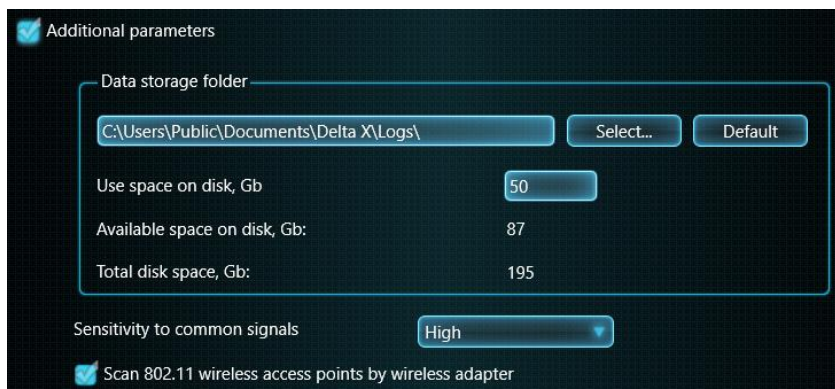 Additional parameters
Data storage folder
C:\Users\Public\Documents\Delta X\Logs\ Select... Default
Use space on disk, Gb 50
Available space on disk, Gb: 87
Total disk space, Gb: 195
Sensitivity to common signals High
Scan 802.11 wireless access points by wireless adapter